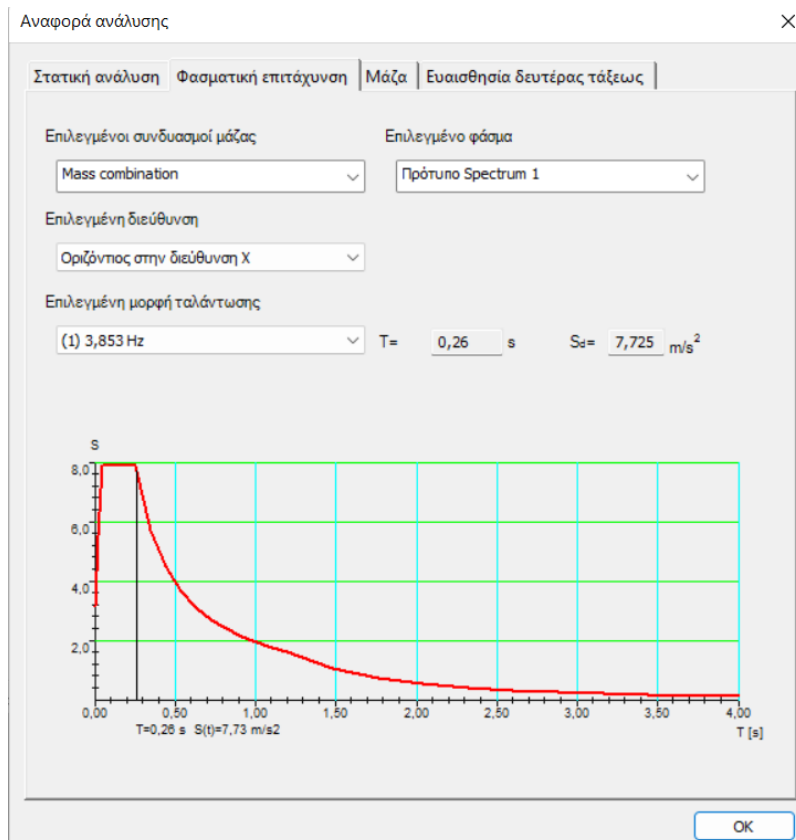 Αναφορά ανάλυσης
Στατική ανάλυση Φασματική επιτάχυνση Μάζα Ευαισθησία δευτέρας τάξεως
Επιλεγμένοι συνδυασμοί μάζας Επιλεγμένο φάσμα
Mass combination Πρότυπο Spectrum 1
Επιλεγμένη διεύθυνση
Οριζόντιος στην διεύθυνση X
Επιλεγμένη μορφή ταλάντωσης
(1) 3,853 Hz T= 0,26 s Sd= 7,725 m/s²
S
8,0
6,0
4,0
2,0
0,00 0,50 1,00 1,50 2,00 2,50 3,00 3,50 4,00
T=0,26 s S(t)=7,73 m/s2 T [s]
OK